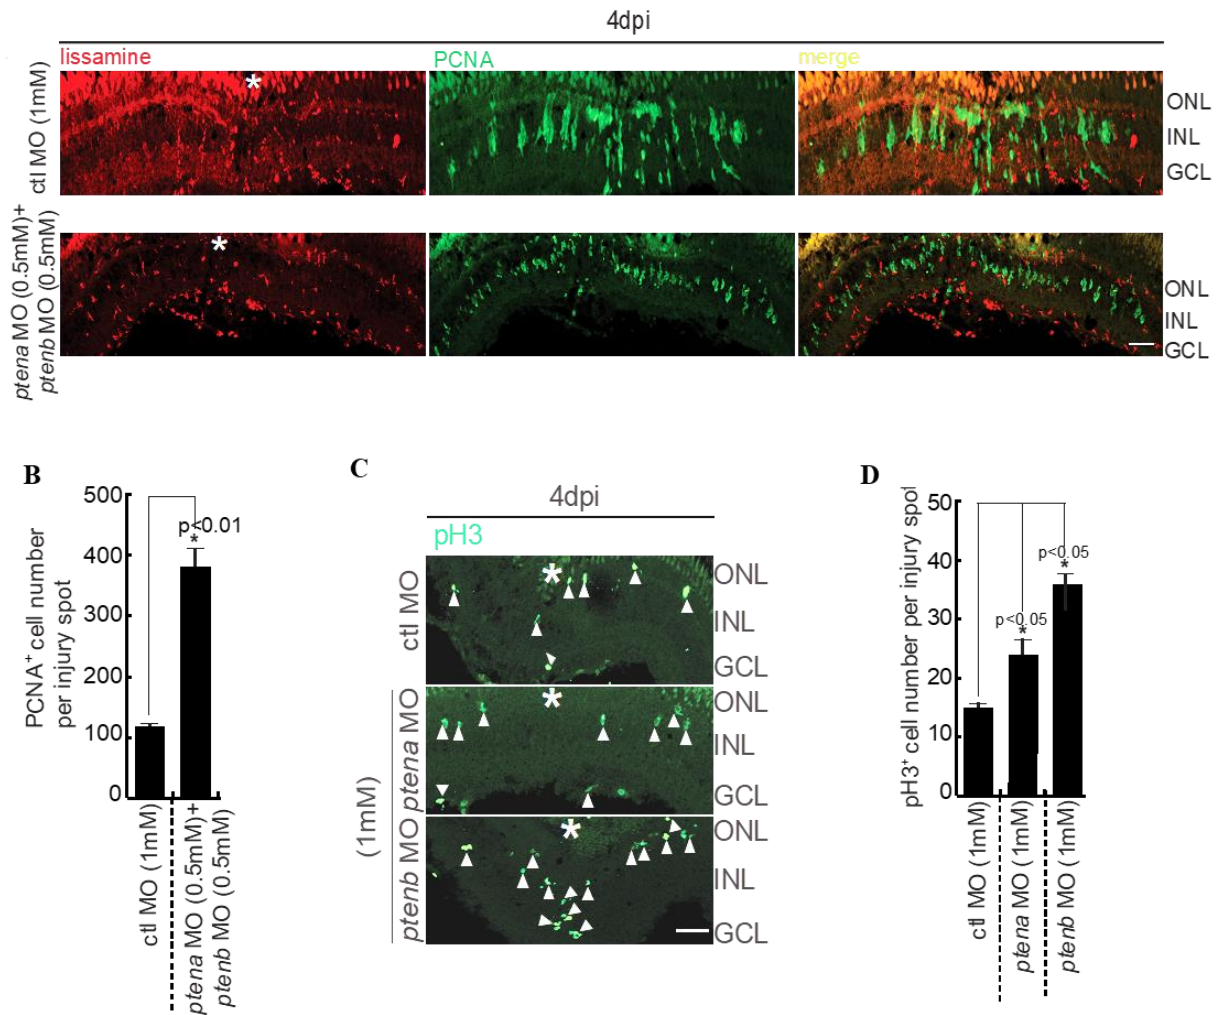 4dpi
lissamine
PCNA
merge
ctl MO (1mM)
ONL
INL
GCL
*
ptena MO (0.5mM)+
ptenb MO (0.5mM)
*
ONL
INL
GCL
B
PCNA+ cell number
per injury spot
500
400
300
200
100
0
p<0.01
*
ctl MO (1mM)
ptena MO (0.5mM)+
ptenb MO (0.5mM)
C
4dpi
pH3
ctl MO
*
ONL
INL
GCL
(1mM)
ptena MO
*
ONL
INL
GCL
ptenb MO
*
ONL
INL
GCL
D
pH3+ cell number per injury spot
50
40
30
20
10
0
p<0.05
*
p<0.05
*
ctl MO (1mM)
ptena MO (1mM)
ptenb MO (1mM)